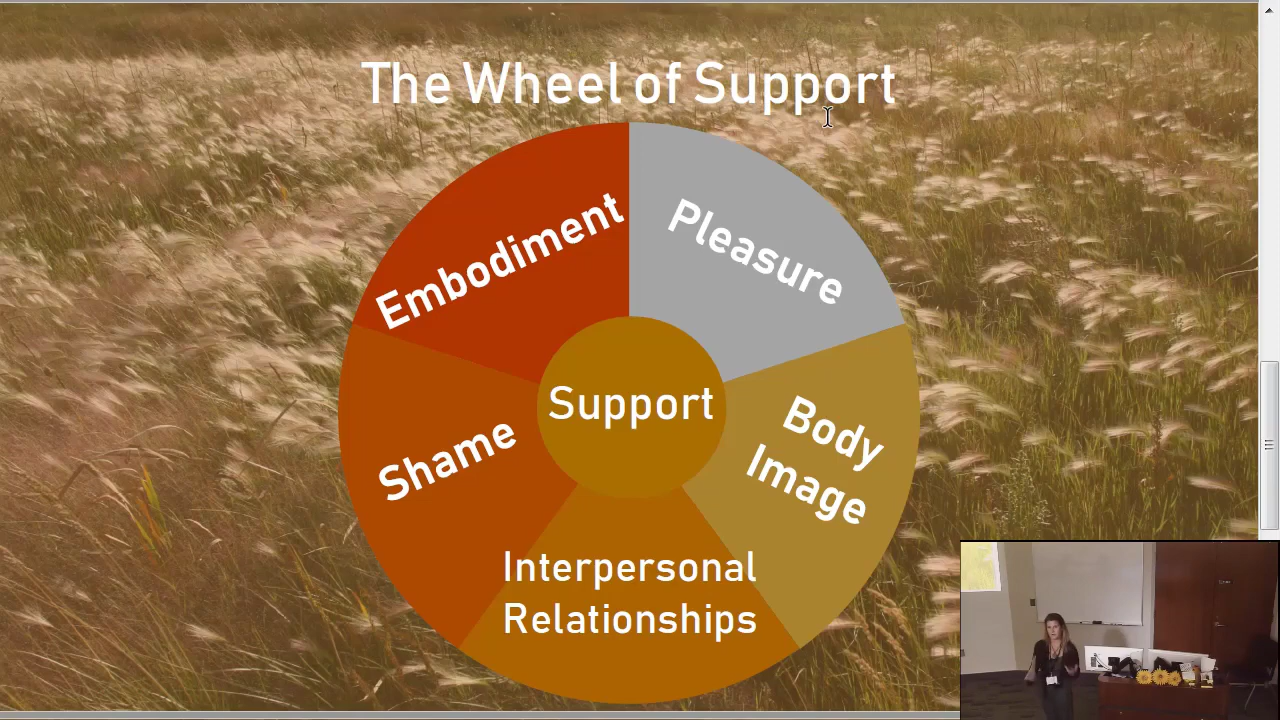 The Wheel of Support
Embodiment
Pleasure
Support
Shame
Body
Image
Interpersonal
Relationships